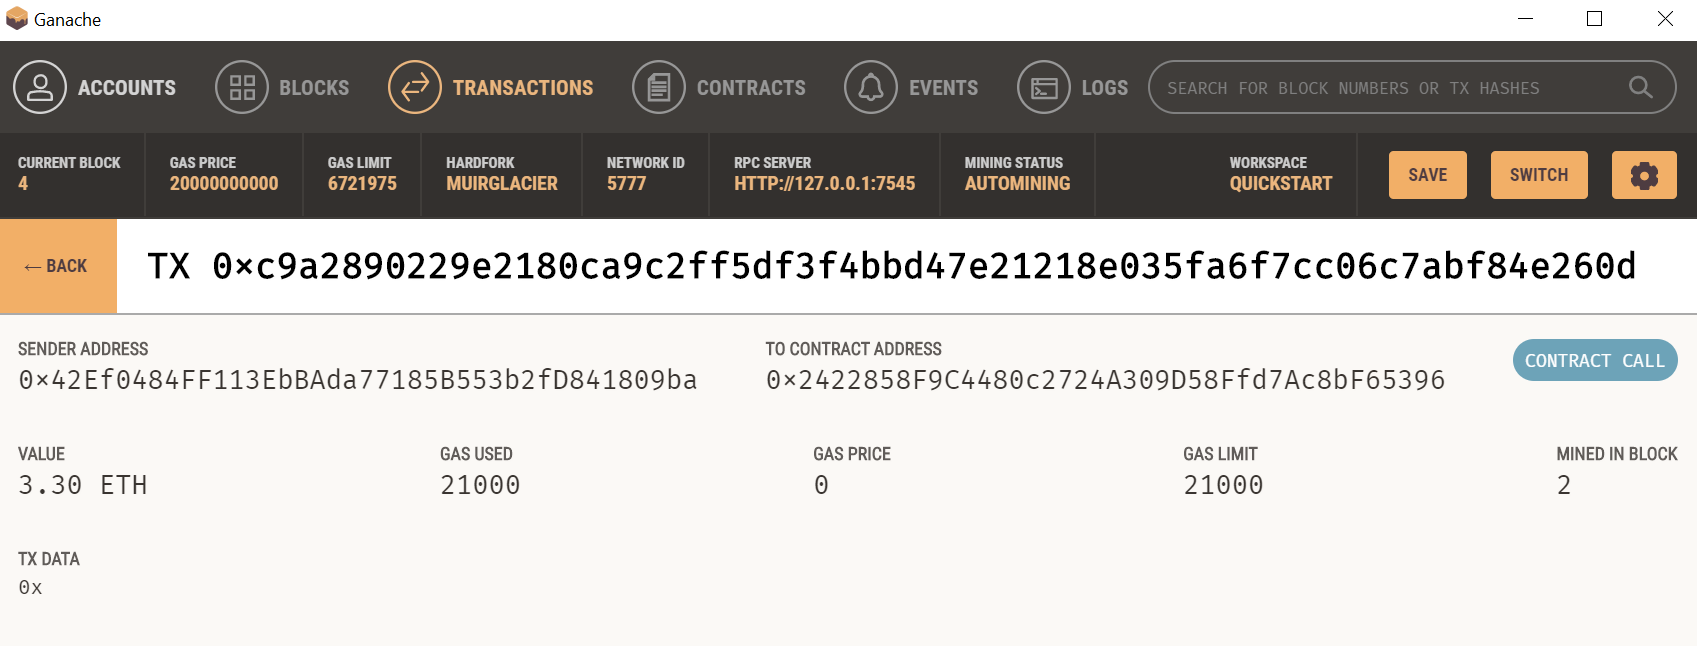 Ganache
ACCOUNTS BLOCKS TRANSACTIONS CONTRACTS EVENTS LOGS SEARCH FOR BLOCK NUMBERS OR TX HASHES
CURRENT BLOCK GAS PRICE GAS LIMIT HARDFORK NETWORK ID RPC SERVER MINING STATUS WORKSPACE
4 20000000000 6721975 MUIRGLACIER 5777 HTTP://127.0.0.1:7545 AUTOMINING QUICKSTART SAVE SWITCH
← BACK TX 0×c9a2890229e2180ca9c2ff5df3f4bbd47e21218e035fa6f7cc06c7abf84e260d
SENDER ADDRESS TO CONTRACT ADDRESS
0×42Ef0484FF113EbBAda77185B553b2fD841809ba 0×2422858F9C4480c2724A309D58Ffd7Ac8bF65396 CONTRACT CALL
VALUE GAS USED GAS PRICE GAS LIMIT MINED IN BLOCK
3.30 ETH 21000 0 21000 2
TX DATA
0x